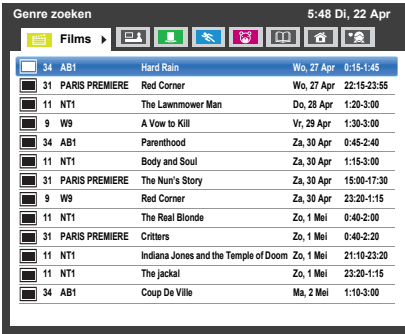 Genre zoeken 5:48 Di, 22 Apr
Films
34 AB1 Hard Rain Wo, 27 Apr 0:15-1:45
31 PARIS PREMIERE Red Corner Wo, 27 Apr 22:15-23:55
11 NT1 The Lawnmower Man Do, 28 Apr 1:20-3:00
9 W9 A Vow to Kill Vr, 29 Apr 1:30-3:00
34 AB1 Parenthood Za, 30 Apr 0:45-2:40
11 NT1 Body and Soul Za, 30 Apr 1:15-3:00
31 PARIS PREMIERE The Nun's Story Za, 30 Apr 15:00-17:30
9 W9 Red Corner Za, 30 Apr 23:20-1:15
11 NT1 The Real Blonde Zo, 1 Mei 0:40-2:00
31 PARIS PREMIERE Critters Zo, 1 Mei 0:40-2:20
11 NT1 Indiana Jones and the Temple of Doom Zo, 1 Mei 21:10-23:20
11 NT1 The jackal Zo, 1 Mei 23:20-1:15
34 AB1 Coup De Ville Ma, 2 Mei 1:10-3:00